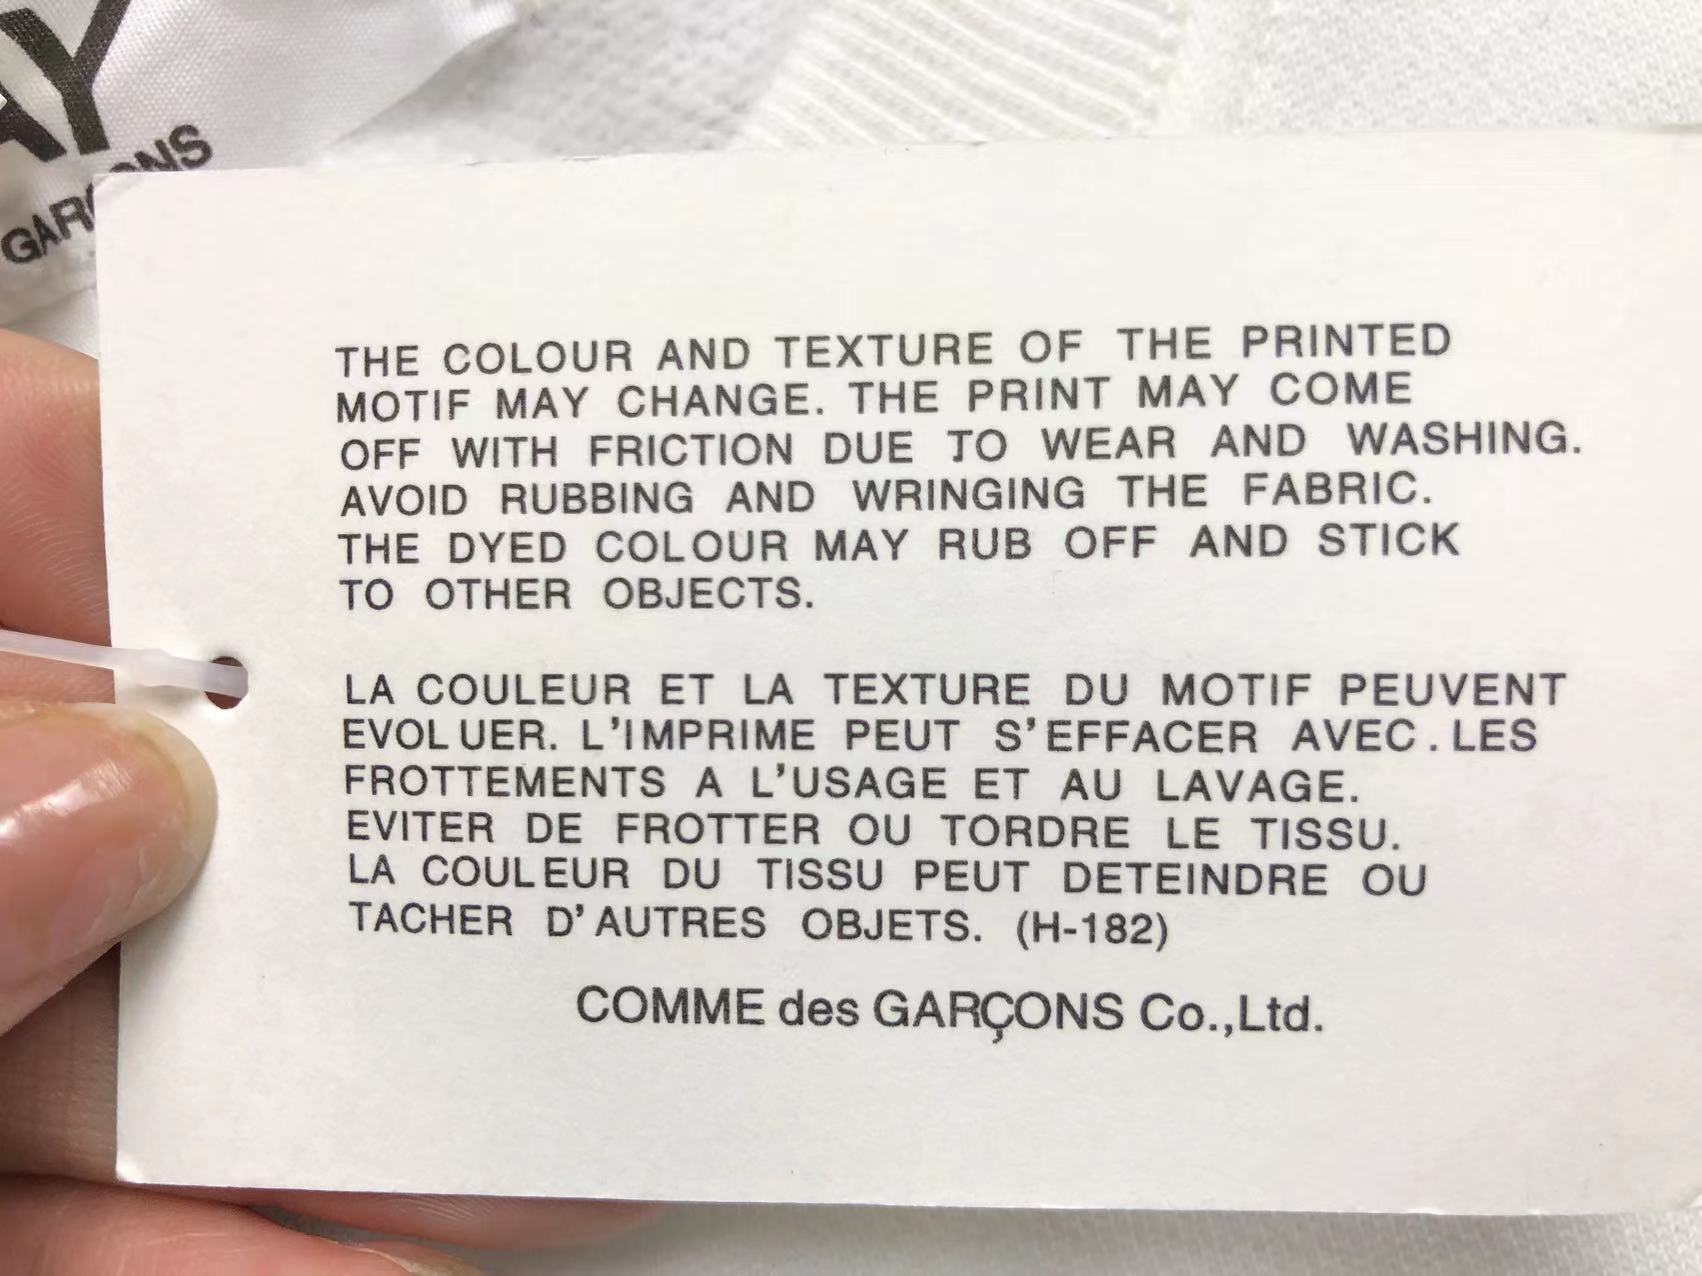 AY
GARÇONS
THE COLOUR AND TEXTURE OF THE PRINTED
MOTIF MAY CHANGE. THE PRINT MAY COME
OFF WITH FRICTION DUE TO WEAR AND WASHING.
AVOID RUBBING AND WRINGING THE FABRIC.
THE DYED COLOUR MAY RUB OFF AND STICK
TO OTHER OBJECTS.
LA COULEUR ET LA TEXTURE DU MOTIF PEUVENT
EVOLUER. L'IMPRIME PEUT S'EFFACER AVEC.LES
FROTTEMENTS A L'USAGE ET AU LAVAGE.
EVITER DE FROTTER OU TORDRE LE TISSU.
LA COULEUR DU TISSU PEUT DETEINDRE OU
TACHER D'AUTRES OBJETS. (H-182)
COMME des GARÇONS Co.,Ltd.